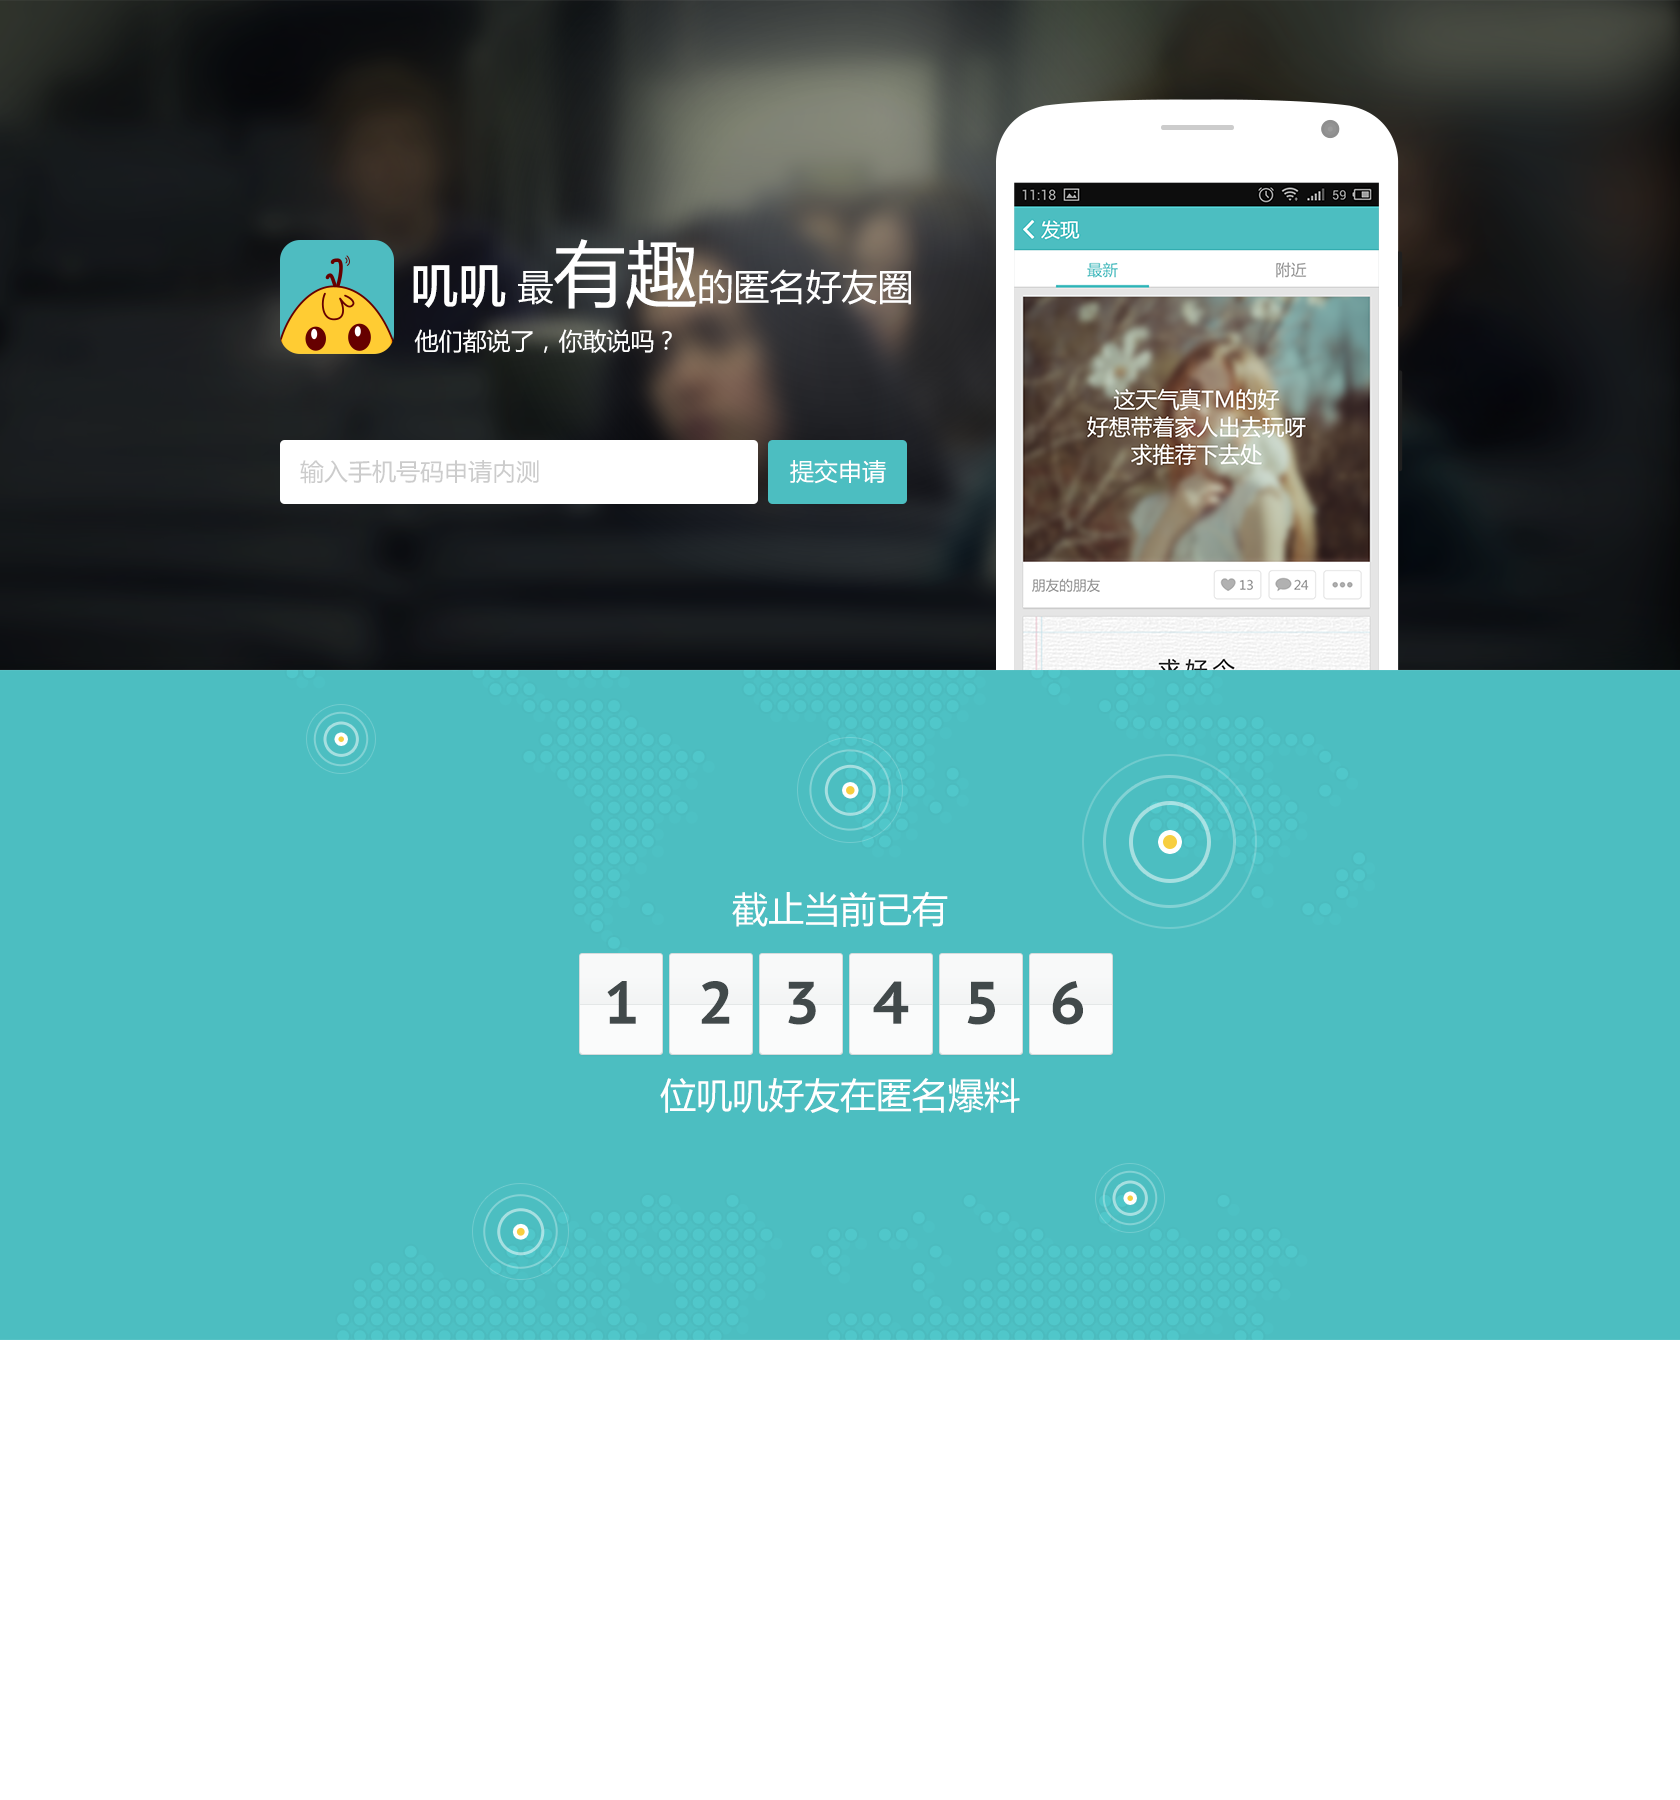 叽叽 最有趣的匿名好友圈
他们都说了，你敢说吗？
输入手机号码申请内测
提交申请
11:18
59
发现
最新
附近
这天气真TM的好
好想带着家人出去玩呀
求推荐下去处
朋友的朋友
13
24
截止当前已有
1 2 3 4 5 6
位叽叽好友在匿名爆料